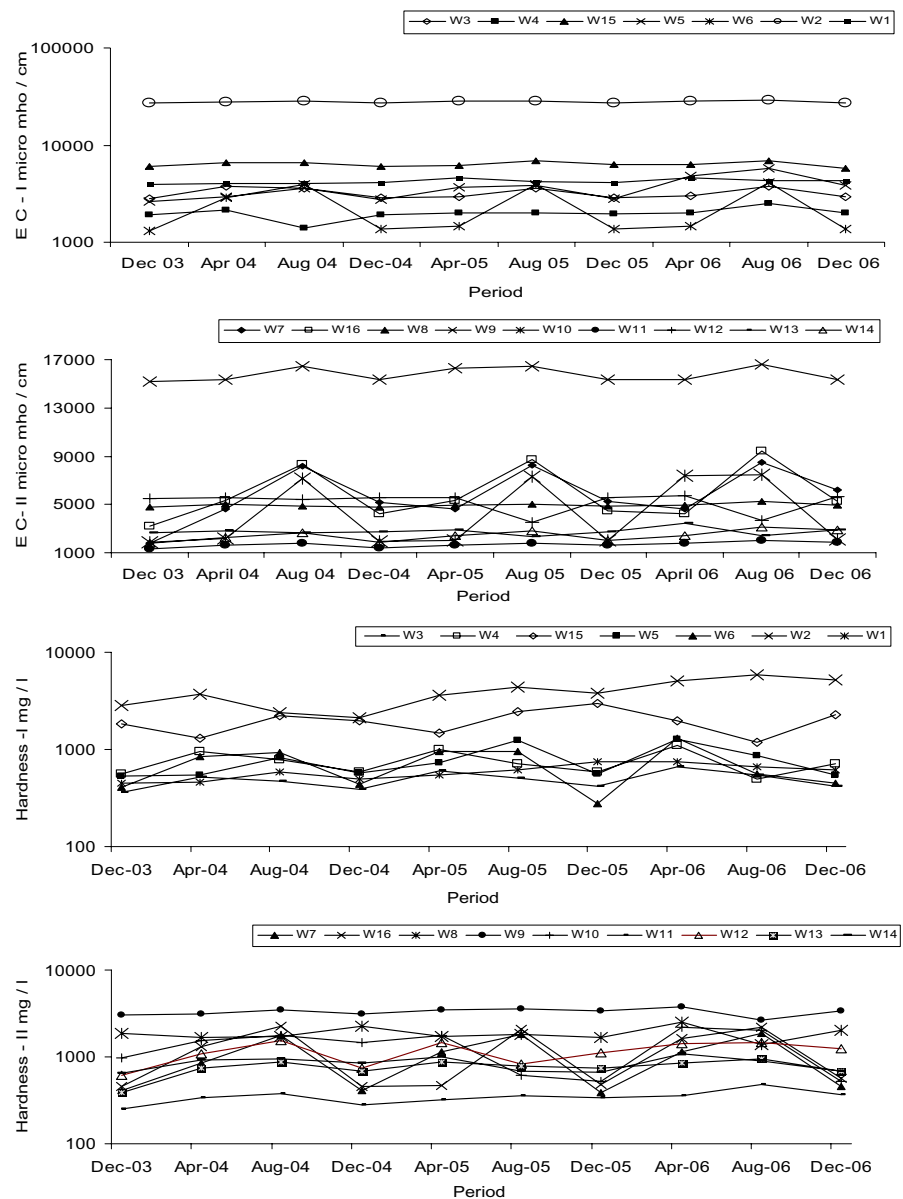 W3 W4 W15 W5 W6 W2 W1
100000
10000
1000
E C - I micro mho / cm
Dec 03 Apr 04 Aug 04 Dec-04 Apr-05 Aug 05 Dec 05 Apr 06 Aug 06 Dec 06
Period
W7 W16 W8 W9 W10 W11 W12 W13 W14
17000
13000
9000
5000
1000
E C- II micro mho / cm
Dec 03 April 04 Aug 04 Dec-04 Apr-05 Aug 05 Dec 05 April 06 Aug 06 Dec 06
Period
W3 W4 W15 W5 W6 W2 W1
10000
1000
100
Hardness -I mg / l
Dec-03 Apr-04 Aug-04 Dec-04 Apr-05 Aug-05 Dec-05 Apr-06 Aug-06 Dec-06
Period
W7 W16 W8 W9 W10 W11 W12 W13 W14
10000
1000
100
Hardness - II mg / l
Dec-03 Apr-04 Aug-04 Dec-04 Apr-05 Aug-05 Dec-05 Apr-06 Aug-06 Dec-06
Period